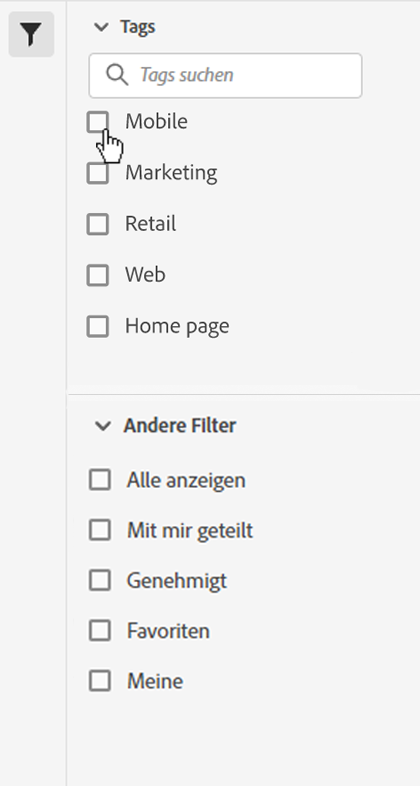 Tags
Tags suchen
Mobile
Marketing
Retail
Web
Home page
Andere Filter
Alle anzeigen
Mit mir geteilt
Genehmigt
Favoriten
Meine